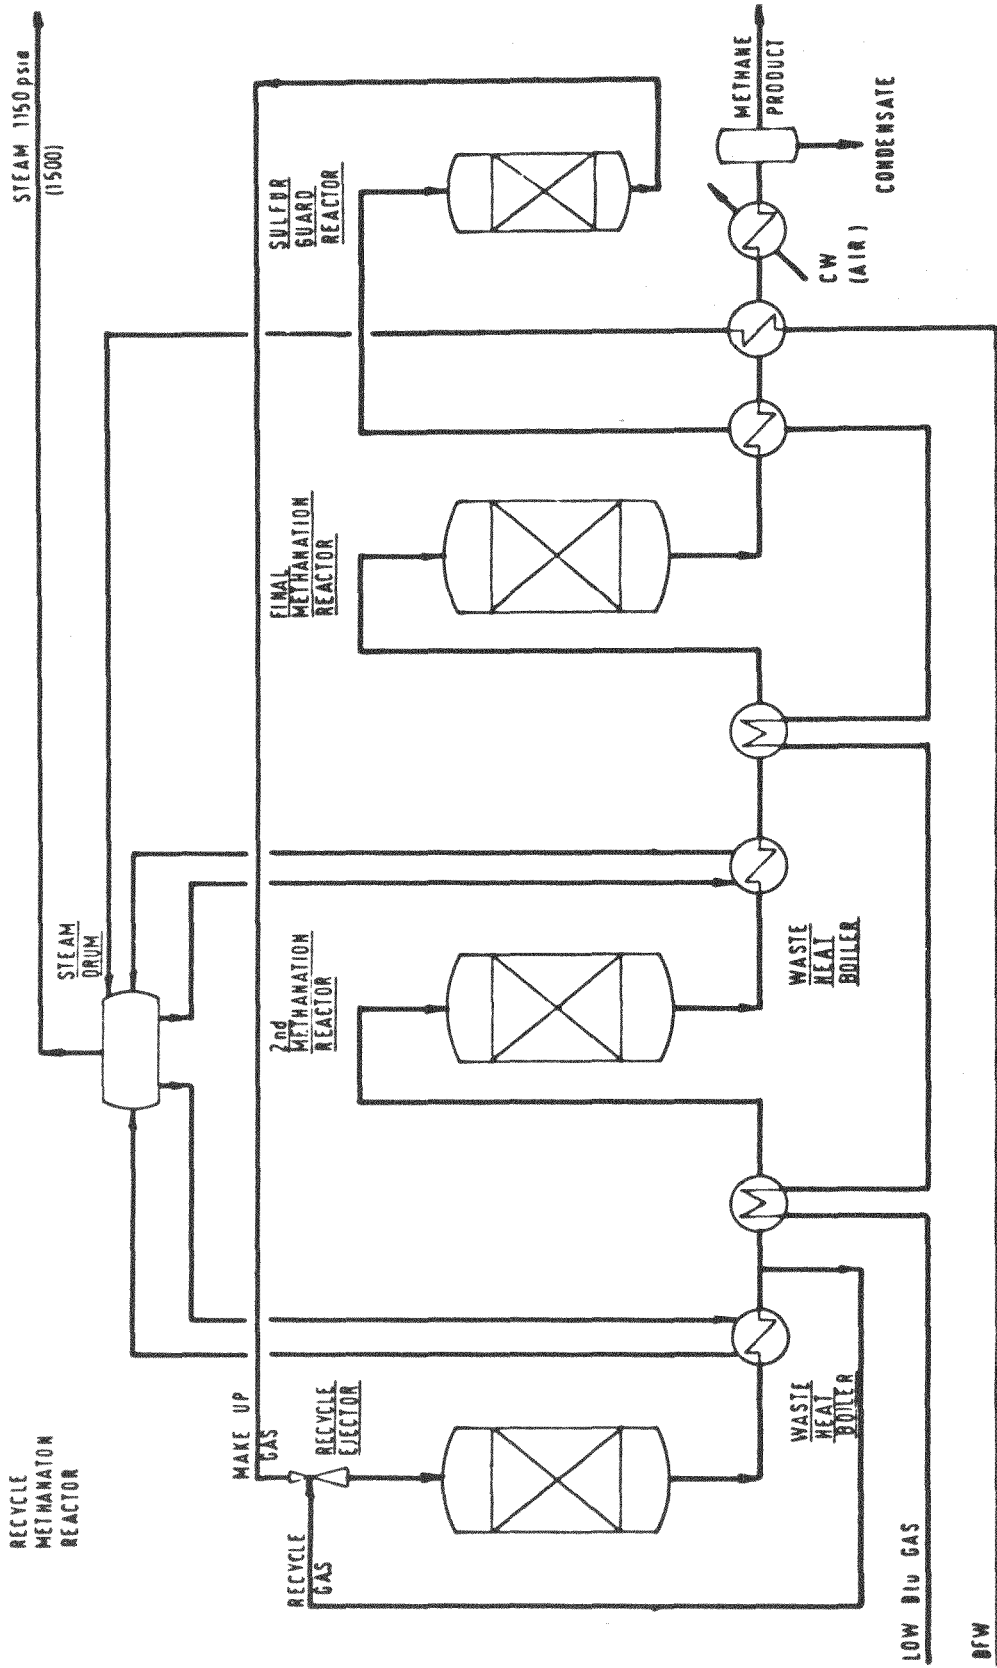 RECYCLE
METHANATON
REACTOR
STEAM 1150 psia
(1500)
STEAM
DRUM
MAKE UP
GAS
RECYCLE
GAS
RECYCLE
EJECTOR
2nd
METHANATION
REACTOR
FINAL
METHANATION
REACTOR
SULFUR
GUARD
REACTOR
WASTE
HEAT
BOILER
WASTE
HEAT
BOILER
CW
(AIR)
METHANE
PRODUCT
CONDENSATE
LOW Btu GAS
BFW